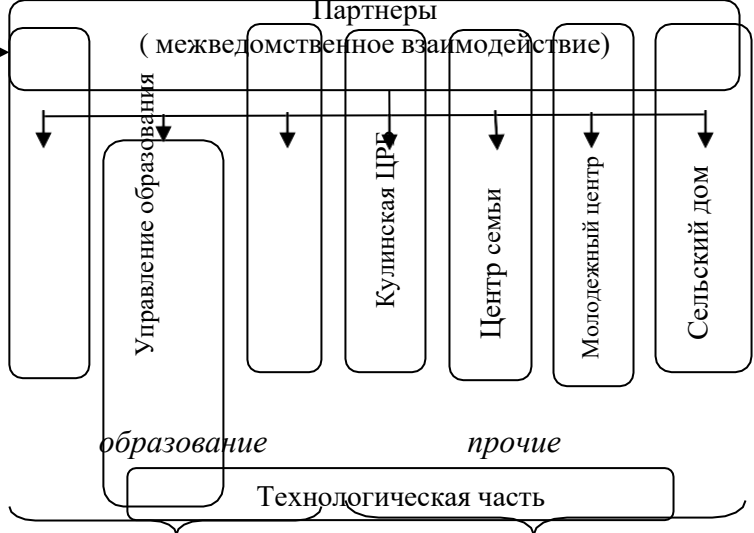 Партнеры
( межведомственное взаимодействие)
Управление образования
Кулинская ЦРБ
Центр семьи
Молодежный центр
Сельский дом
образование
прочие
Технологическая часть